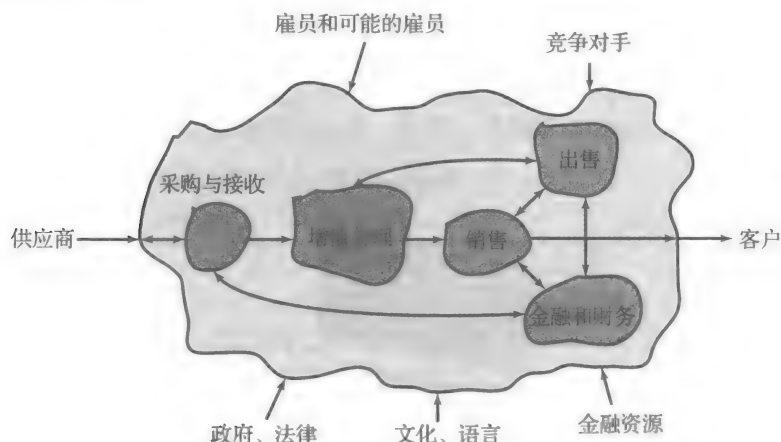 雇员和可能的雇员
竞争对手
出售
采购与接收
供应商
销售
客户
金融和财务
政府、法律
文化、语言
金融资源